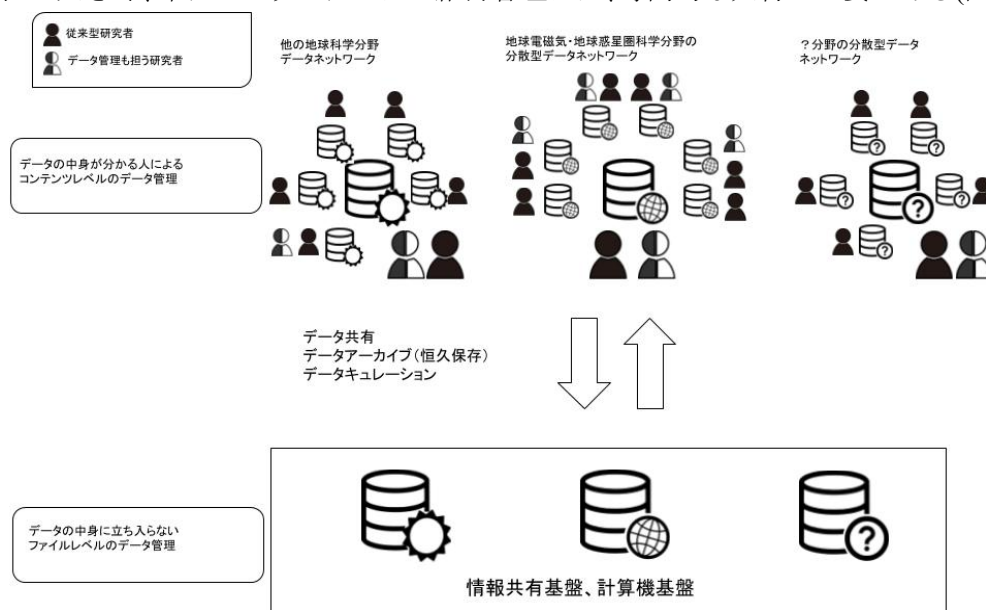 従来型研究者
データ管理も担う研究者
他の地球科学分野
データネットワーク
地球電磁気・地球惑星圏科学分野の
分散型データネットワーク
？分野の分散型データ
ネットワーク
データの中身が分かる人による
コンテンツレベルのデータ管理
データ共有
データアーカイブ（恒久保存）
データキュレーション
データの中身に立ち入らない
ファイルレベルのデータ管理
情報共有基盤、計算機基盤